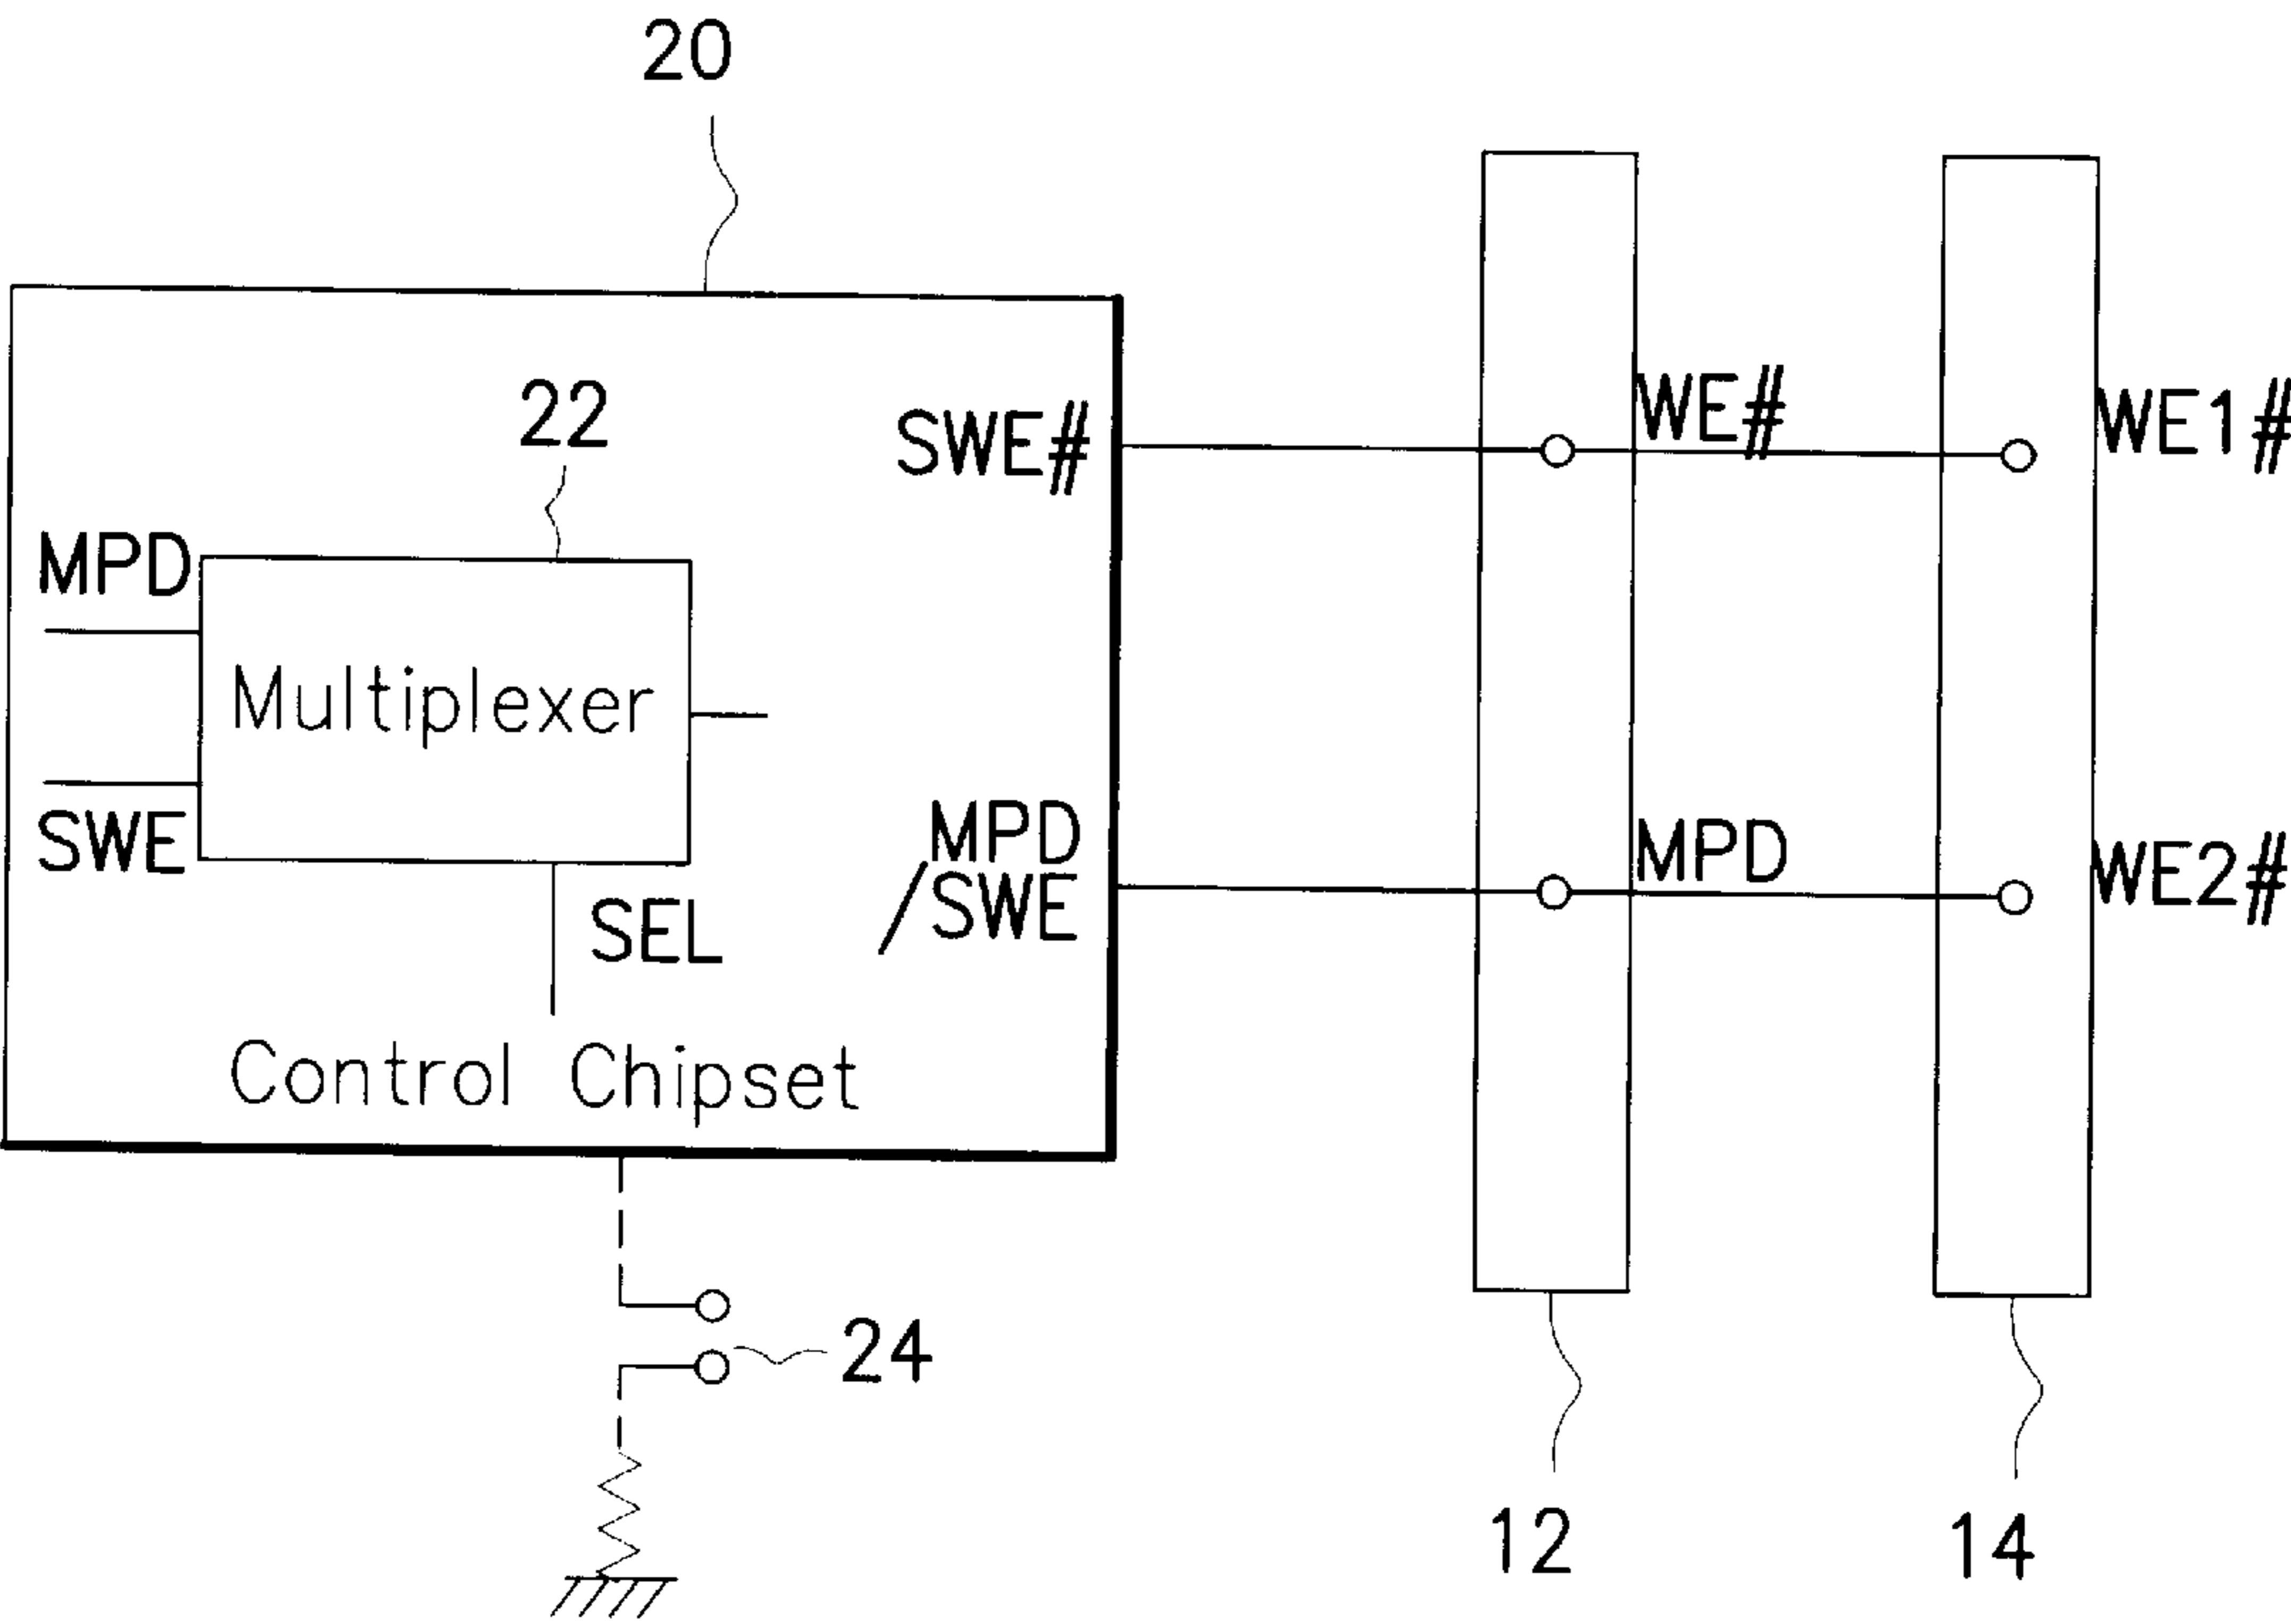 20
22
SWE#
WE#
WE1#
MPD
Multiplexer
SWE
MPD
/SWE
MPD
WE2#
SEL
Control Chipset
24
12
14